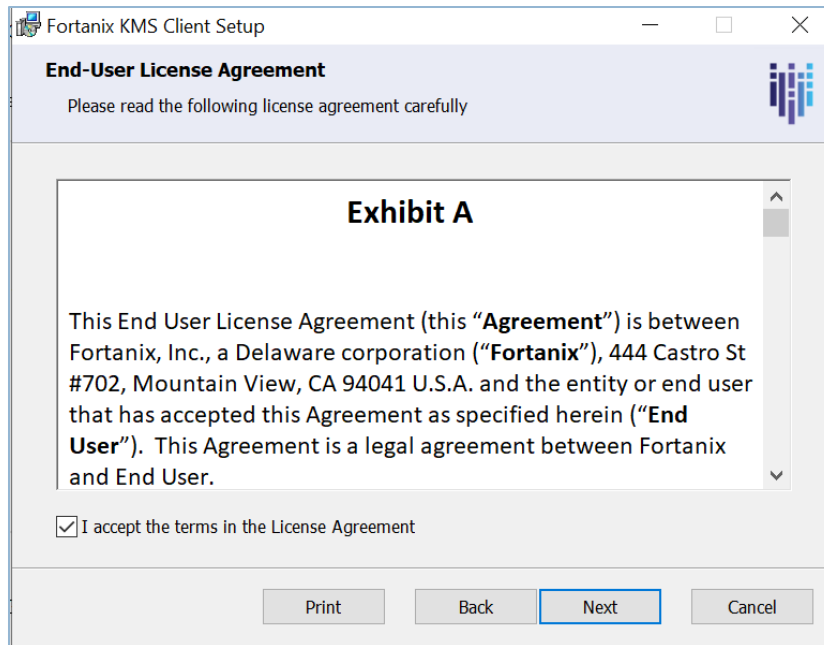 Fortanix KMS Client Setup
End-User License Agreement
Please read the following license agreement carefully
Exhibit A
This End User License Agreement (this “Agreement”) is between
Fortanix, Inc., a Delaware corporation (“Fortanix”), 444 Castro St
#702, Mountain View, CA 94041 U.S.A. and the entity or end user
that has accepted this Agreement as specified herein (“End
User”).  This Agreement is a legal agreement between Fortanix
and End User.
I accept the terms in the License Agreement
Print Back Next Cancel